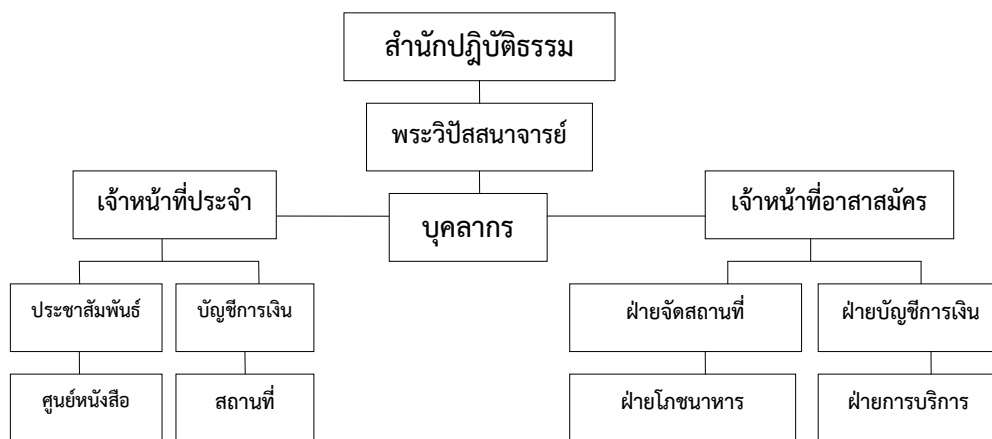 สำนักปฎิบัติธรรม
พระวิปัสสนาจารย์
เจ้าหน้าที่ประจำ
บุคลากร
เจ้าหน้าที่อาสาสมัคร
ประชาสัมพันธ์
บัญชีการเงิน
ฝ่ายจัดสถานที่
ฝ่ายบัญชีการเงิน
ศูนย์หนังสือ
สถานที่
ฝ่ายโภชนาหาร
ฝ่ายการบริการ